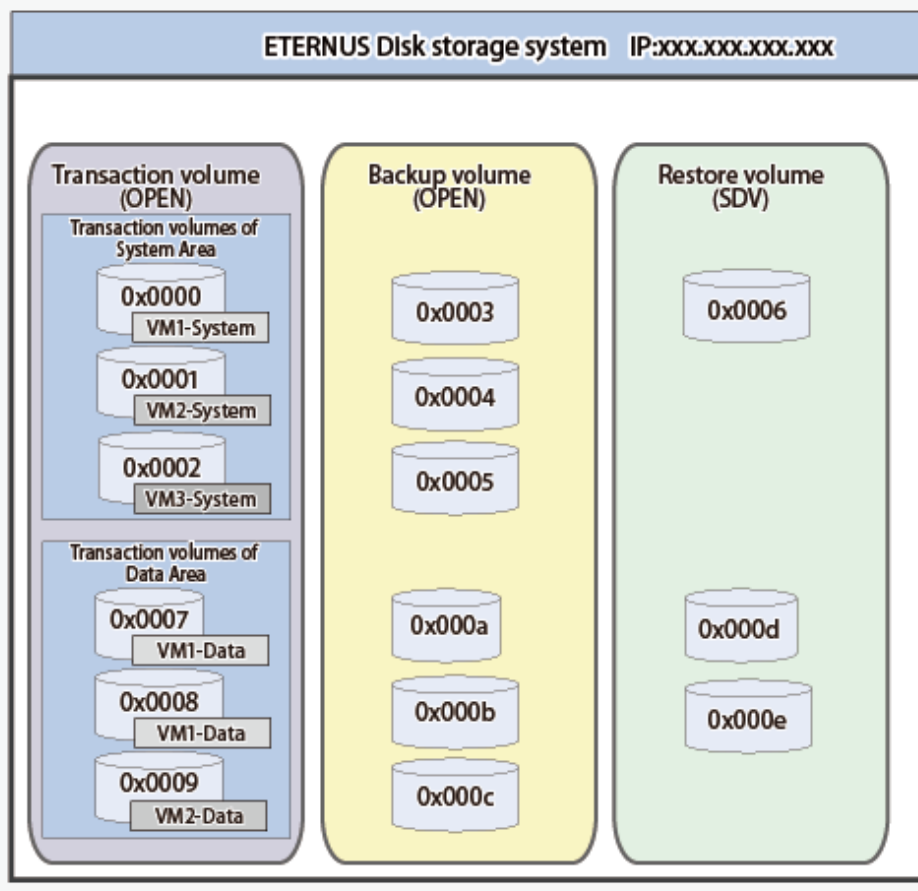 ETERNUS Disk storage system IP:xxx.xxx.xxx.xxx
Transaction volume
(OPEN)
Transaction volumes of
System Area
0x0000
VM1-System
0x0001
VM2-System
0x0002
VM3-System
Transaction volumes of
Data Area
0x0007
VM1-Data
0x0008
VM1-Data
0x0009
VM2-Data
Backup volume
(OPEN)
0x0003
0x0004
0x0005
0x000a
0x000b
0x000c
Restore volume
(SDV)
0x0006
0x000d
0x000e